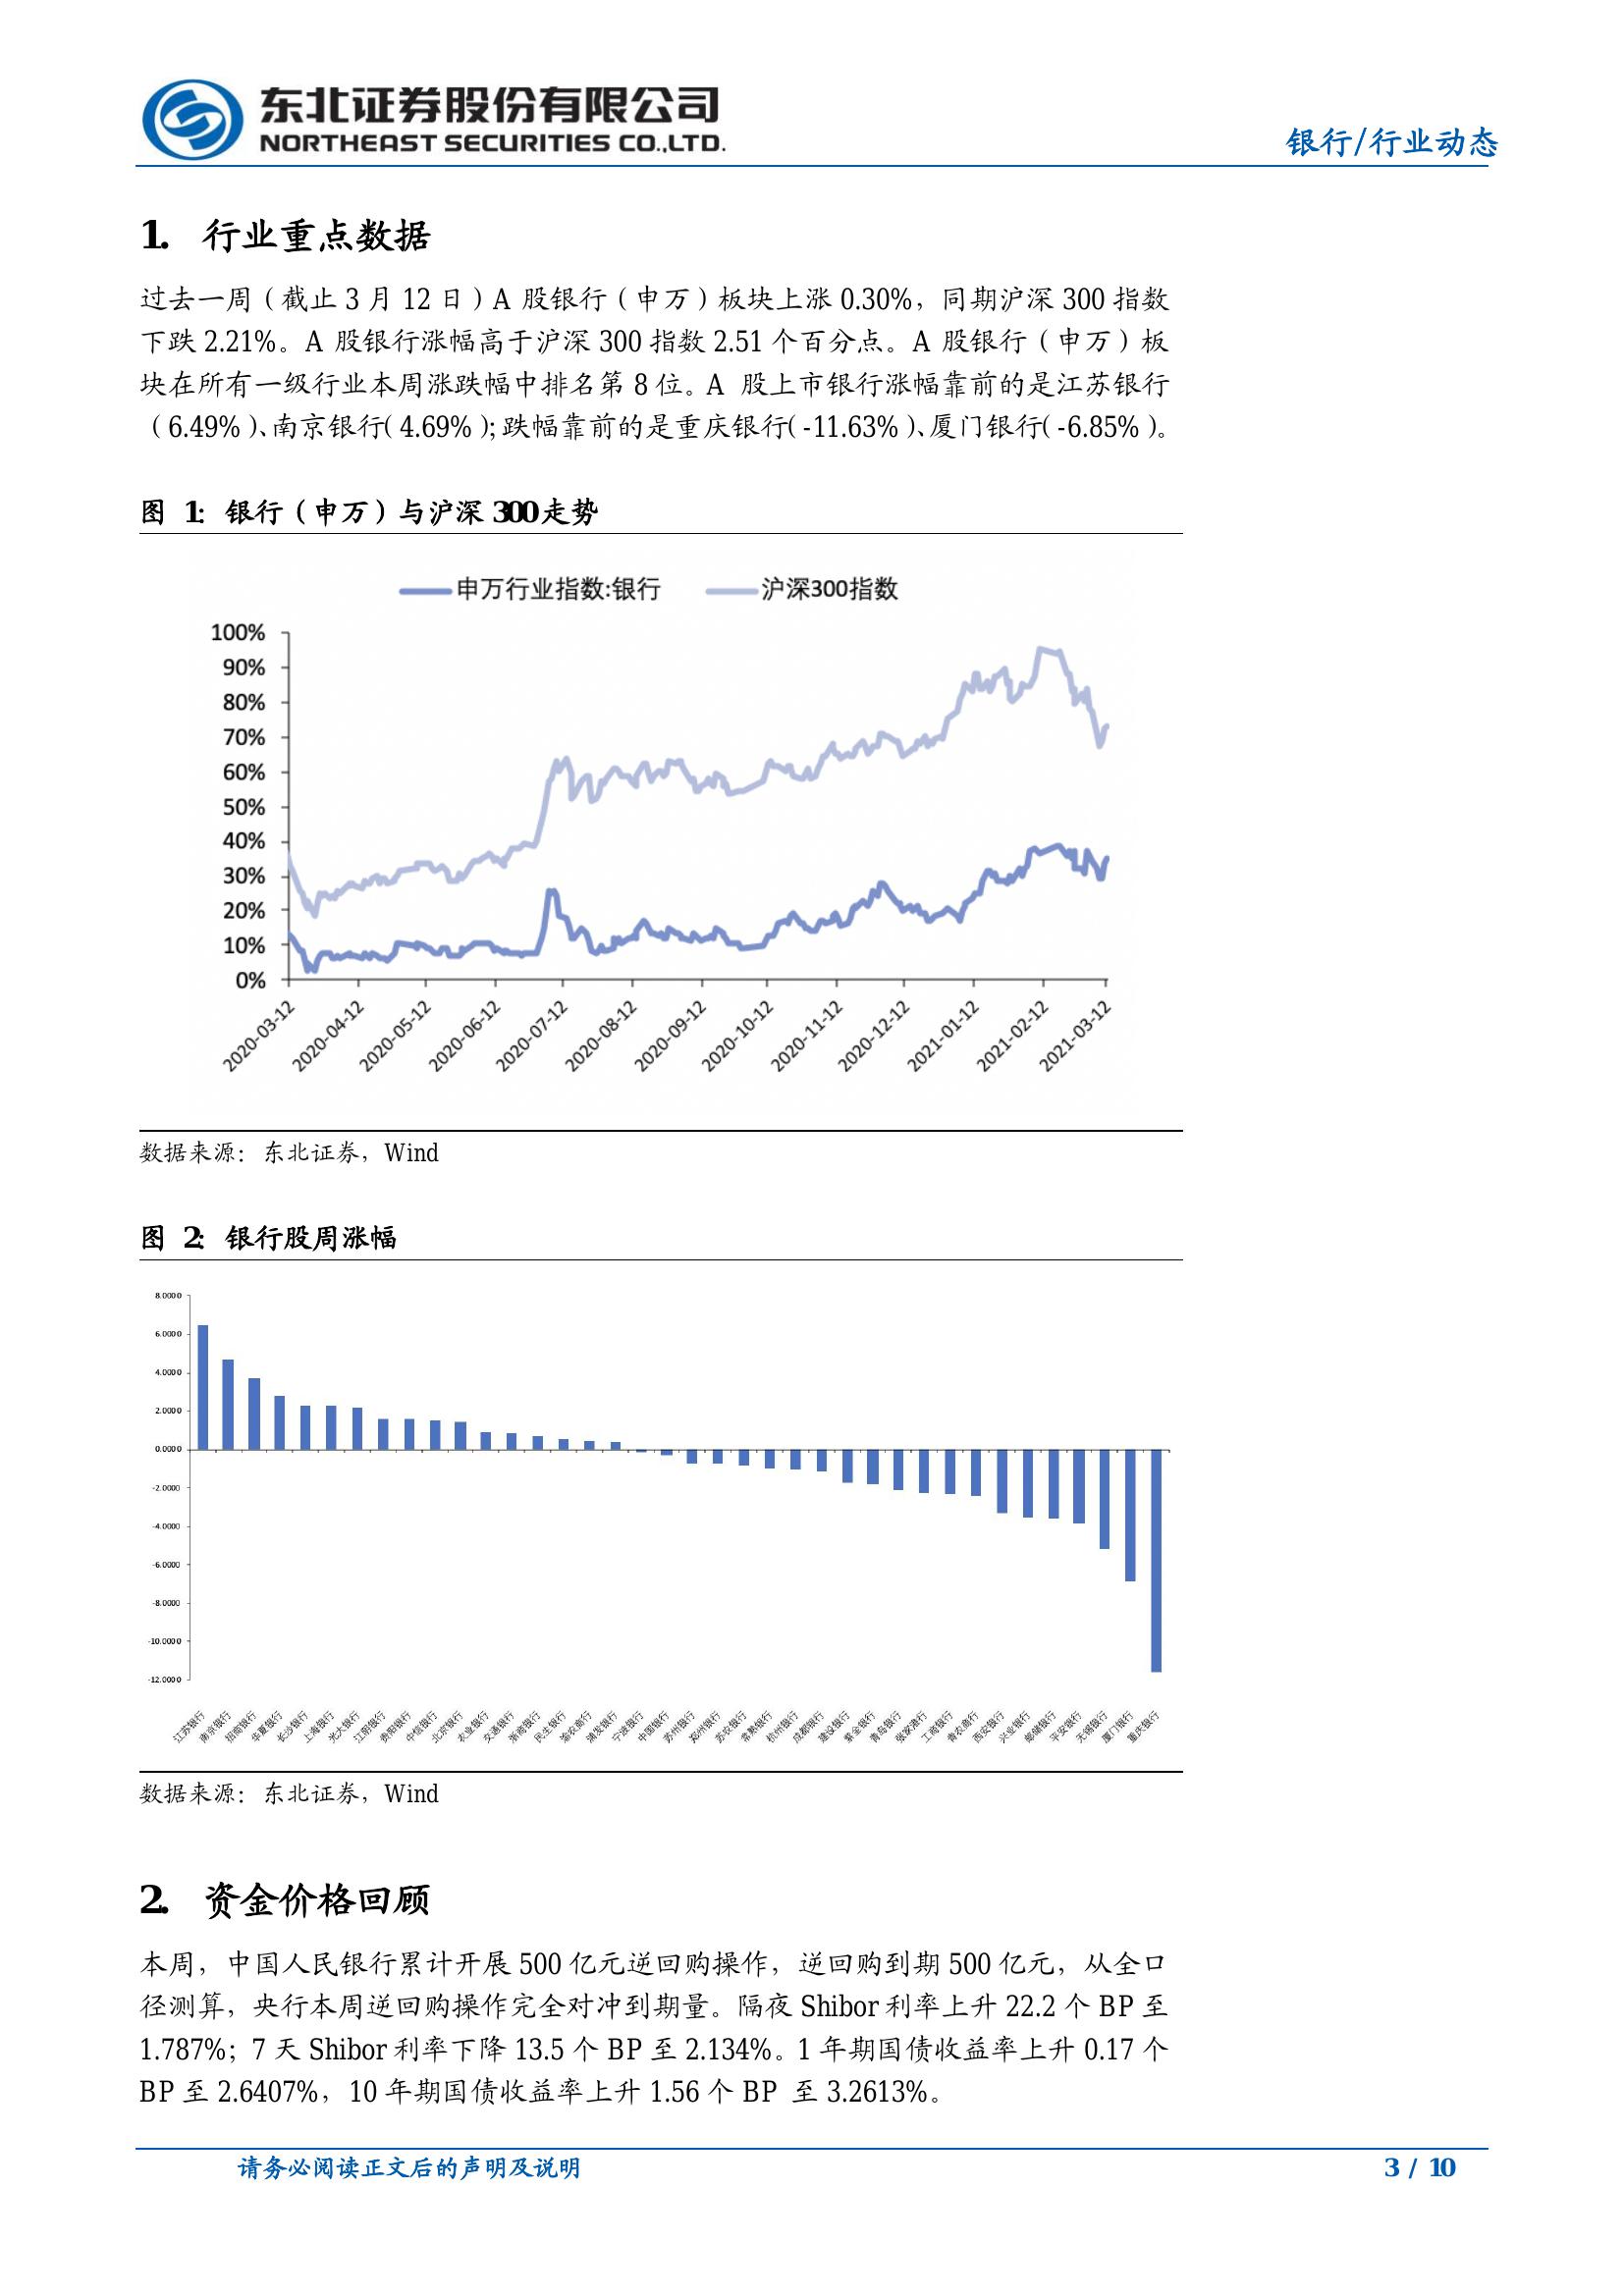 东北证券股份有限公司
NORTHEAST SECURITIES CO.,LTD.
银行/行业动态
1. 行业重点数据
过去一周（截止 3 月 12 日）A 股银行（申万）板块上涨 0.30%，同期沪深 300 指数
下跌 2.21%。A 股银行涨幅高于沪深 300 指数 2.51 个百分点。A 股银行（申万）板
块在所有一级行业本周涨跌幅中排名第 8 位。A 股上市银行涨幅靠前的是江苏银行
（6.49%）、南京银行（4.69%）；跌幅靠前的是重庆银行（-11.63%）、厦门银行（-6.85%）。
图 1：银行（申万）与沪深 300 走势
申万行业指数:银行 沪深300指数
100%
90%
80%
70%
60%
50%
40%
30%
20%
10%
0%
2020-03-12 2020-04-12 2020-05-12 2020-06-12 2020-07-12 2020-08-12 2020-09-12 2020-10-12 2020-11-12 2020-12-12 2021-01-12 2021-02-12 2021-03-12
数据来源：东北证券，Wind
图 2：银行股周涨幅
8.0000
6.0000
4.0000
2.0000
0.0000
-2.0000
-4.0000
-6.0000
-8.0000
-10.0000
-12.0000
江苏银行 南京银行 招商银行 华夏银行 长沙银行 上海银行 光大银行 江阴银行 贵阳银行 中信银行 北京银行 农业银行 交通银行 浙商银行 民生银行 渝农商行 浦发银行 宁波银行 中国银行 苏州银行 郑州银行 苏农银行 常熟银行 杭州银行 成都银行 建设银行 紫金银行 青岛银行 张家港行 工商银行 青农商行 西安银行 兴业银行 邮储银行 平安银行 无锡银行 厦门银行 重庆银行
数据来源：东北证券，Wind
2. 资金价格回顾
本周，中国人民银行累计开展 500 亿元逆回购操作，逆回购到期 500 亿元，从全口
径测算，央行本周逆回购操作完全对冲到期量。隔夜 Shibor 利率上升 22.2 个 BP 至
1.787%；7 天 Shibor 利率下降 13.5 个 BP 至 2.134%。1 年期国债收益率上升 0.17 个
BP 至 2.6407%，10 年期国债收益率上升 1.56 个 BP 至 3.2613%。
请务必阅读正文后的声明及说明
3 / 10